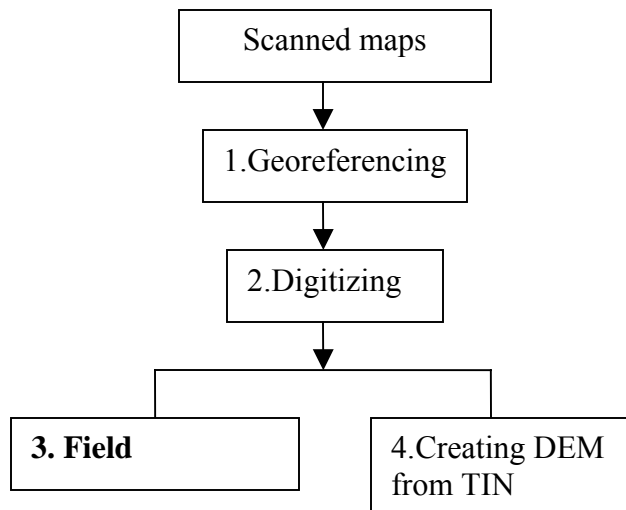 Scanned maps
1.Georeferencing
2.Digitizing
3. Field
4.Creating DEM
from TIN